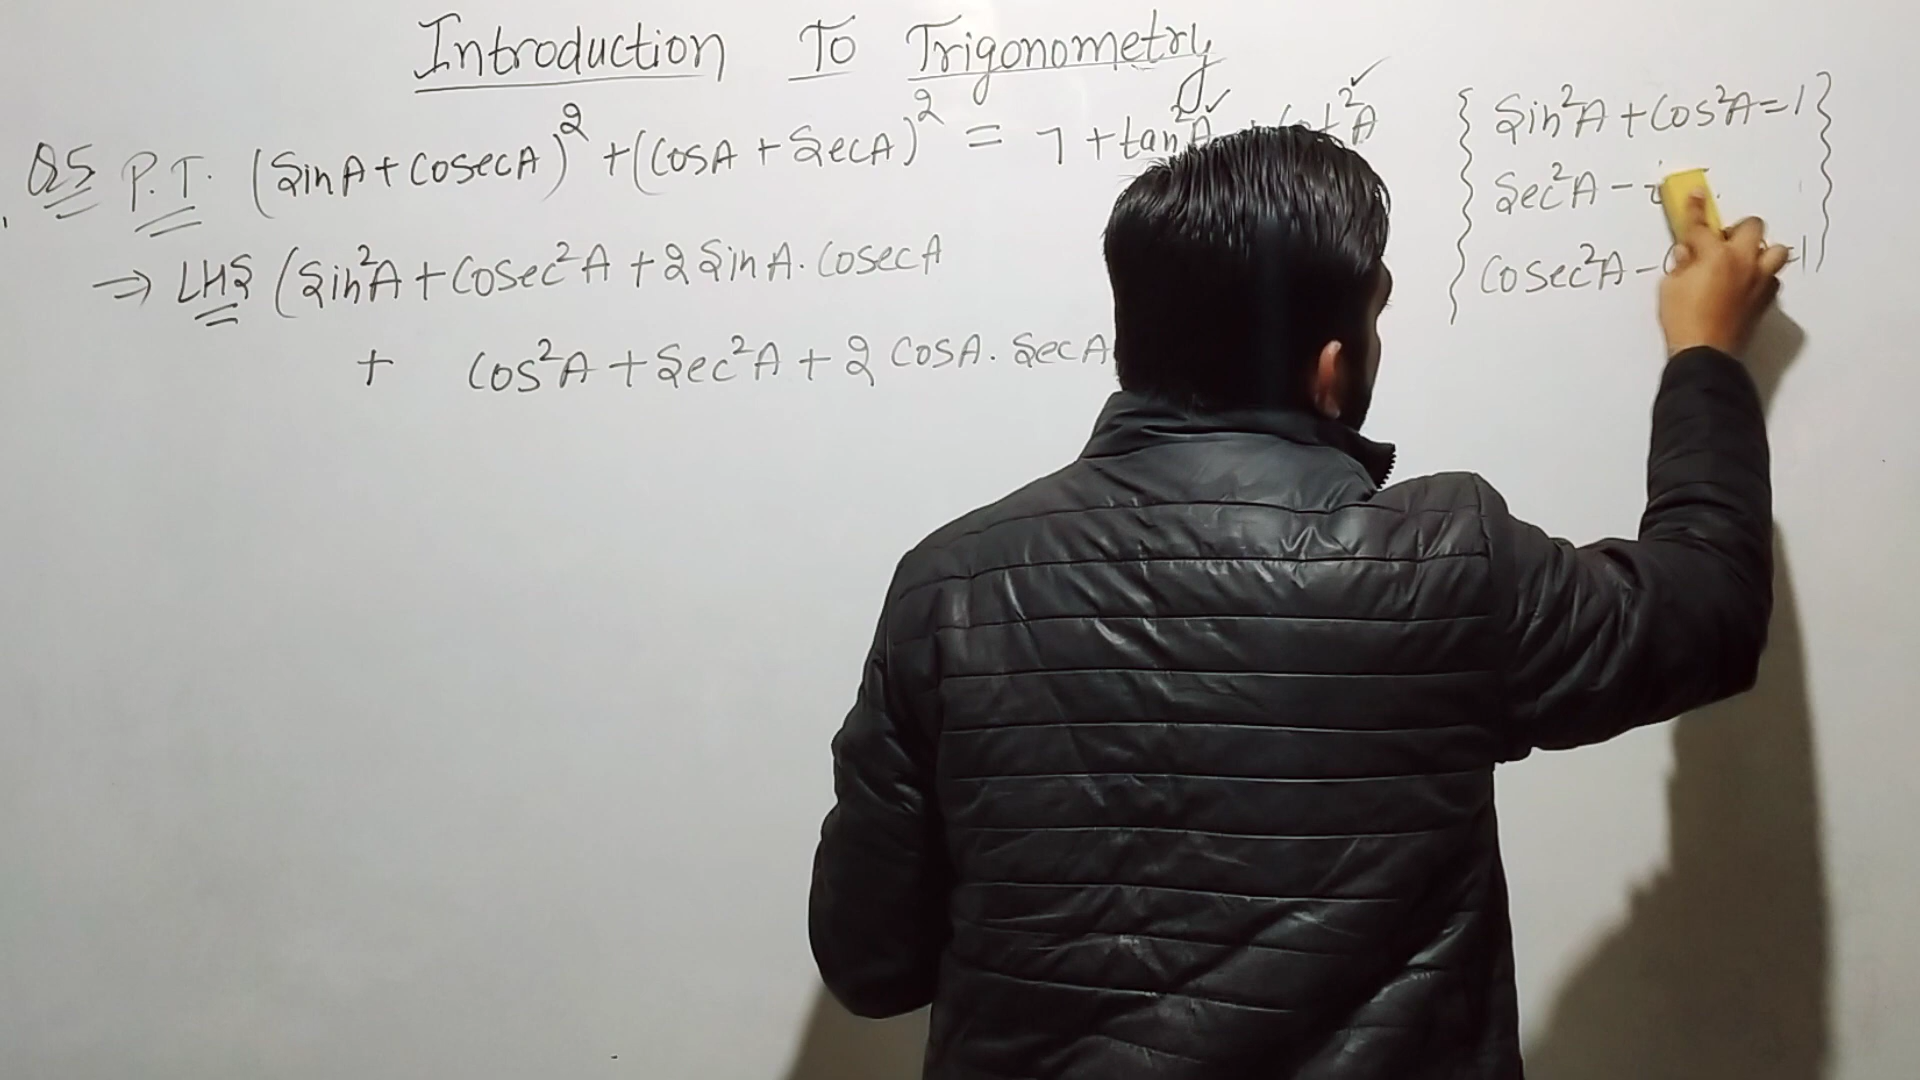 Introduction To Trigonometry
Q5 P.T. (SinA + CosecA)² + (CosA + SecA)² = 7 + tan²A + Cot²A
⇒ LHS (Sin²A + Cosec²A + 2 SinA. CosecA
+ Cos²A + Sec²A + 2 CosA. SecA
{ Sin²A + Cos²A = 1 }
Sec²A -
Cosec²A - =1